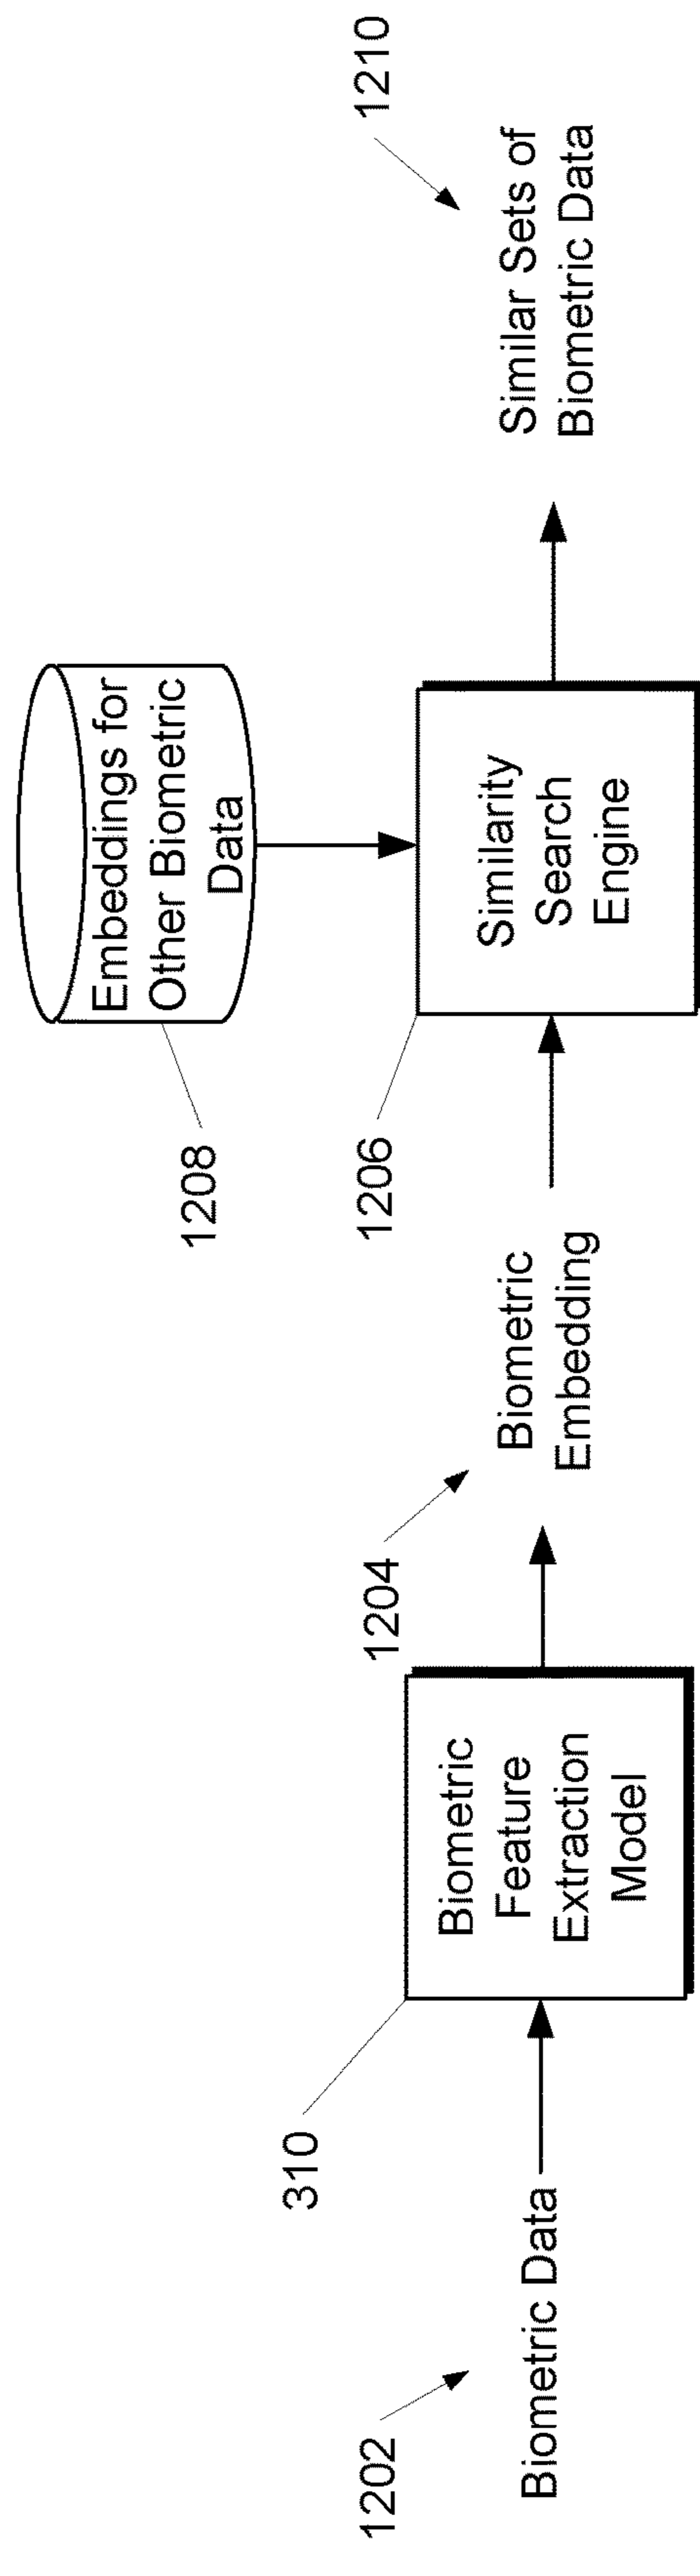 1202
Biometric Data
310
Biometric
Feature
Extraction
Model
1204
Biometric
Embedding
1206
Similarity
Search
Engine
1208
Embeddings for
Other Biometric
Data
1210
Similar Sets of
Biometric Data